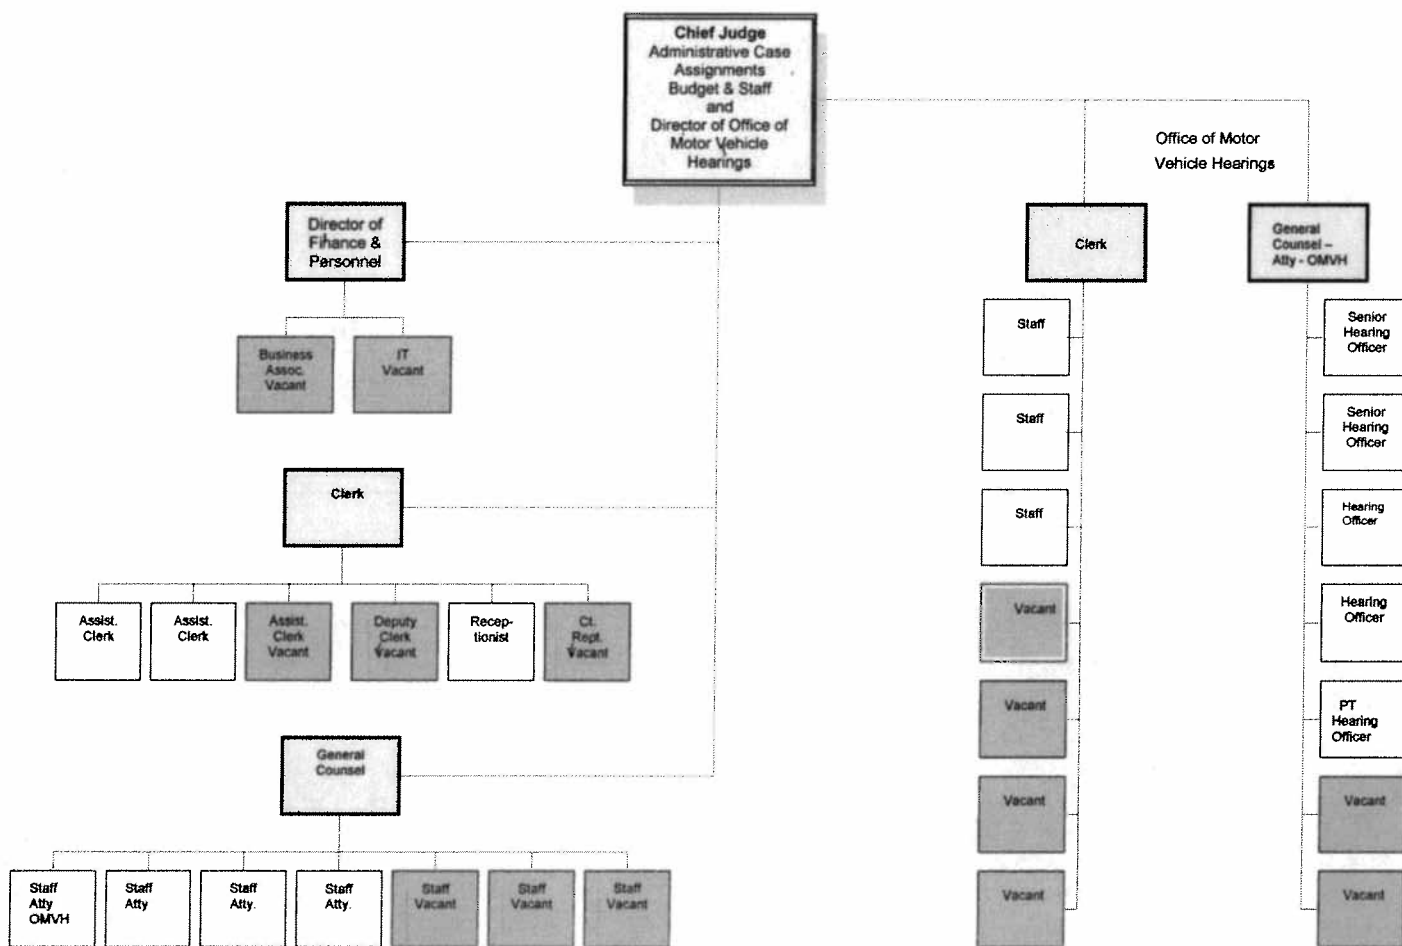 Chief Judge
Administrative Case
Assignments
Budget & Staff
and
Director of Office of
Motor Vehicle
Hearings
Office of Motor
Vehicle Hearings
Director of
Finance &
Personnel
Business
Assoc.
Vacant
IT
Vacant
Clerk
Assist.
Clerk
Assist.
Clerk
Assist.
Clerk
Vacant
Deputy
Clerk
Vacant
Recep-
tionist
Ct.
Rept.
Vacant
General
Counsel
Staff
Atty
OMVH
Staff
Atty
Staff
Atty.
Staff
Atty.
Staff
Vacant
Staff
Vacant
Staff
Vacant
Clerk
Staff
Staff
Staff
Vacant
Vacant
Vacant
Vacant
General
Counsel –
Atty - OMVH
Senior
Hearing
Officer
Senior
Hearing
Officer
Hearing
Officer
Hearing
Officer
PT
Hearing
Officer
Vacant
Vacant